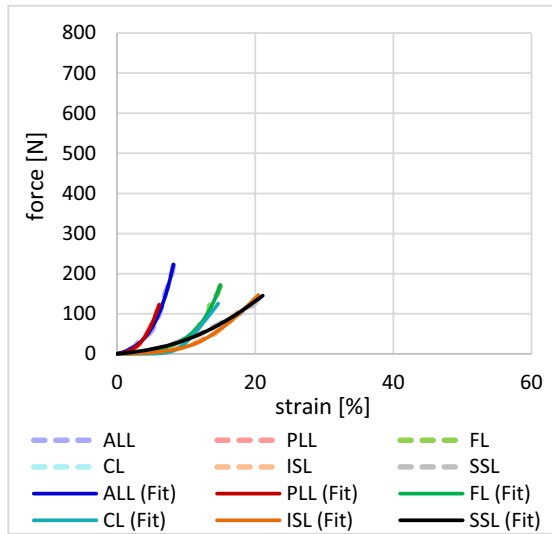 800
700
600
500
400
300
200
100
0
force [N]
0 20 40 60
strain [%]
ALL PLL FL
CL ISL SSL
ALL (Fit) PLL (Fit) FL (Fit)
CL (Fit) ISL (Fit) SSL (Fit)